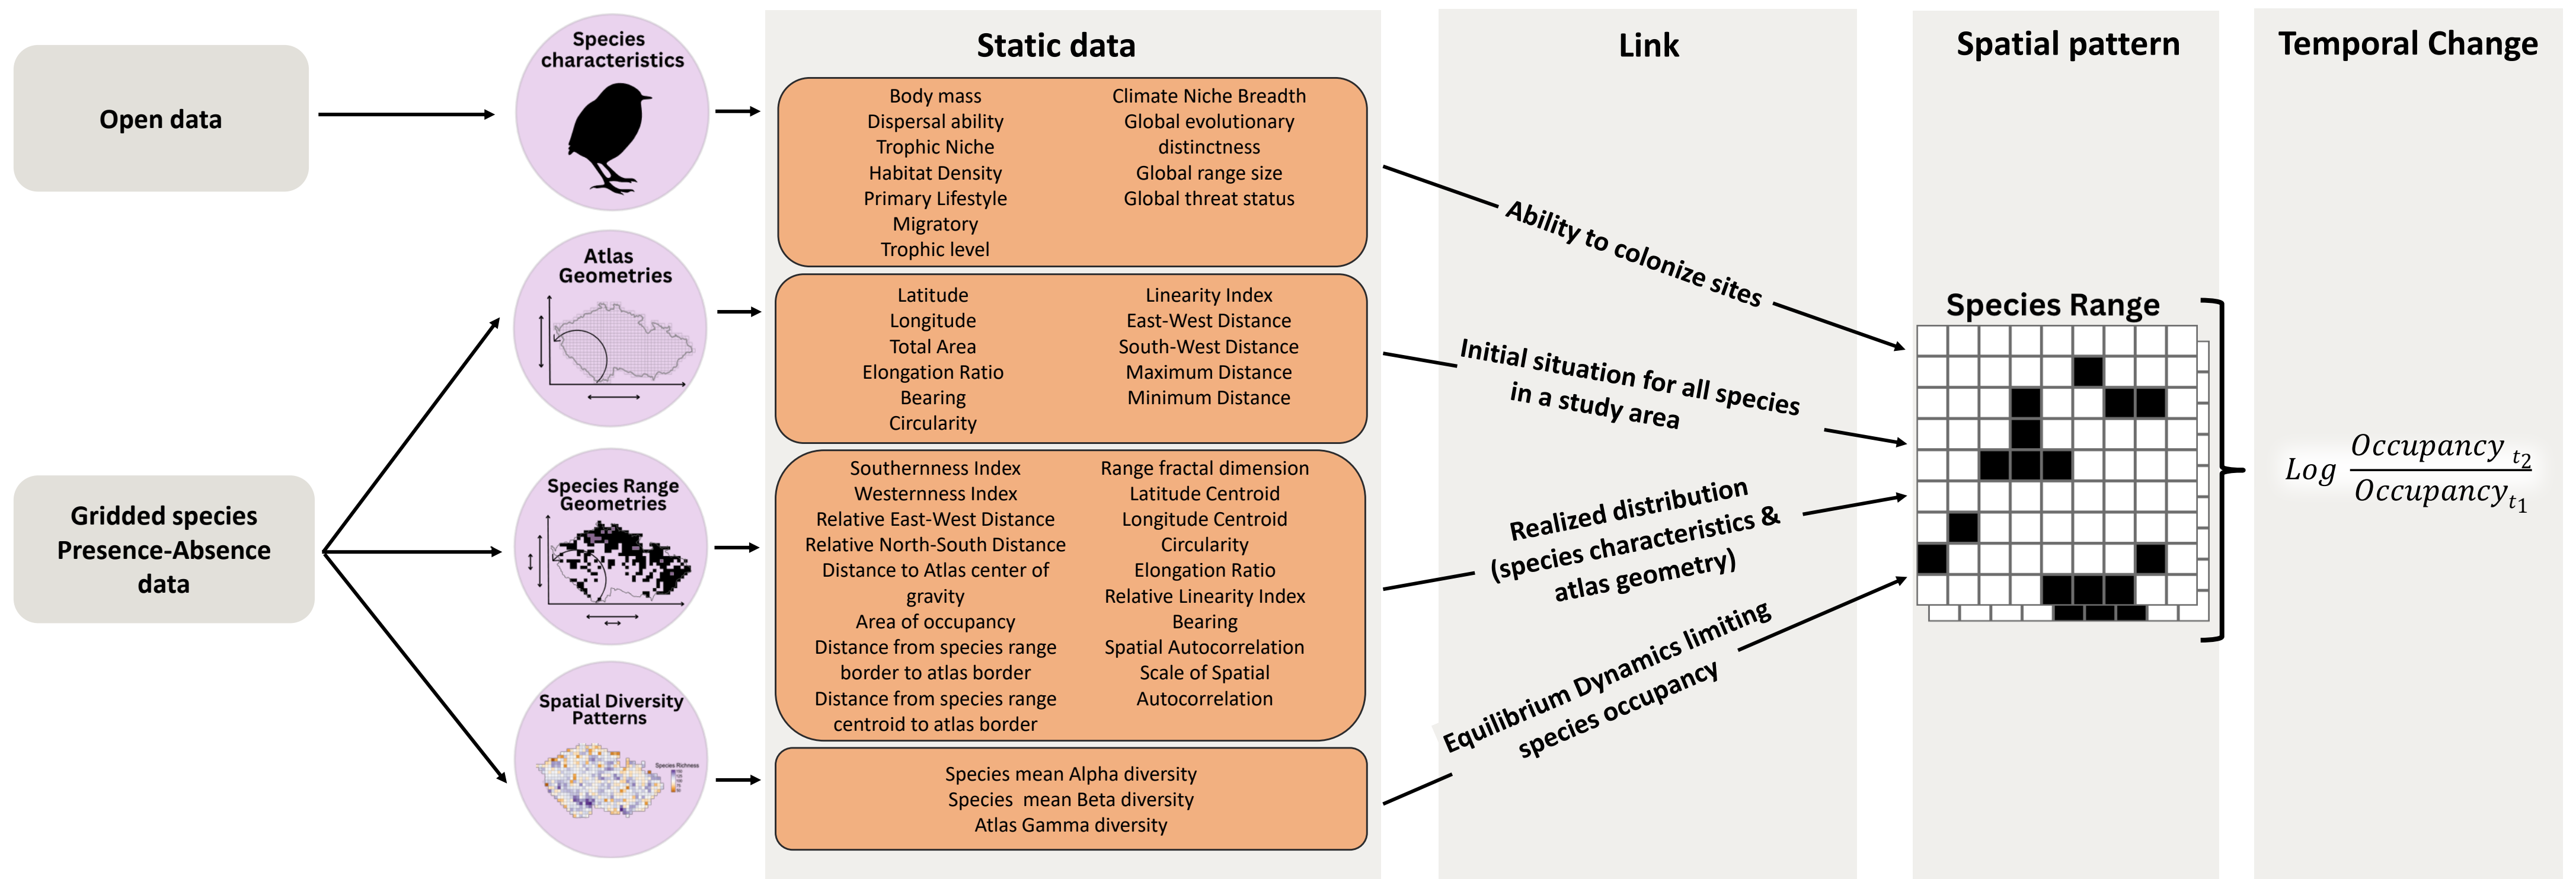 Open data
Gridded species
Presence-Absence
data
Species
characteristics
Atlas
Geometries
Species Range
Geometries
Spatial Diversity
Patterns
Species Richness
Static data
Body mass
Dispersal ability
Trophic Niche
Habitat Density
Primary Lifestyle
Migratory
Trophic level
Climate Niche Breadth
Global evolutionary
distinctness
Global range size
Global threat status
Latitude
Longitude
Total Area
Elongation Ratio
Bearing
Circularity
Linearity Index
East-West Distance
South-West Distance
Maximum Distance
Minimum Distance
Southernness Index
Westernness Index
Relative East-West Distance
Relative North-South Distance
Distance to Atlas center of
gravity
Area of occupancy
Distance from species range
border to atlas border
Distance from species range
centroid to atlas border
Range fractal dimension
Latitude Centroid
Longitude Centroid
Circularity
Elongation Ratio
Relative Linearity Index
Bearing
Spatial Autocorrelation
Scale of Spatial
Autocorrelation
Species mean Alpha diversity
Species mean Beta diversity
Atlas Gamma diversity
Link
Ability to colonize sites
Initial situation for all species
in a study area
Realized distribution
(species characteristics &
atlas geometry)
Equilibrium Dynamics limiting
species occupancy
Spatial pattern
Species Range
Temporal Change
Log Occupancy t2
Occupancy t1